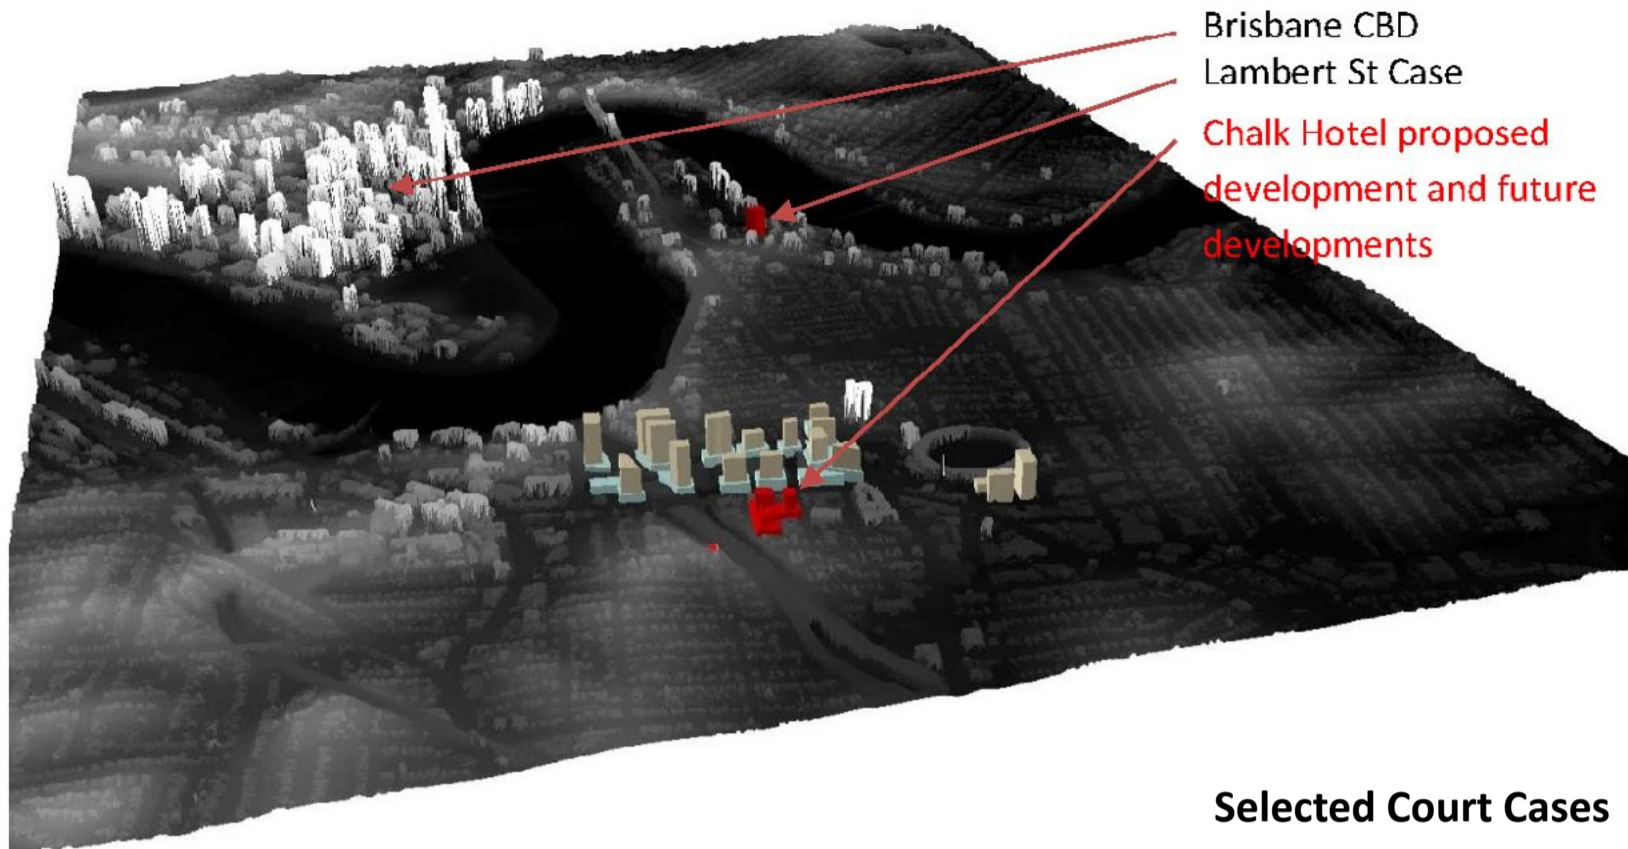 Brisbane CBD
Lambert St Case
Chalk Hotel proposed
development and future
developments
Selected Court Cases